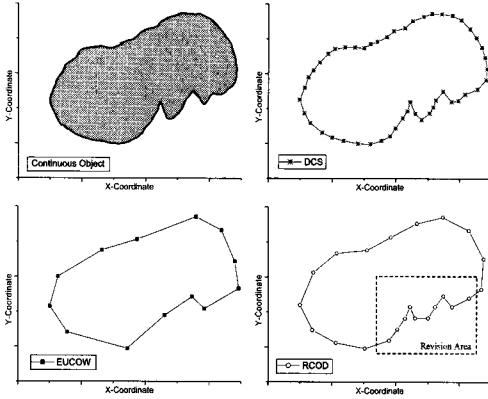 Y-Coordinate
Continuous Object
X-Coordinate
Y-Coordinate
DCS
X-Coordinate
Y-Coordinate
EUCOW
X-Coordinate
Y-Coordinate
Revision Area
RCOD
X-Coordinate